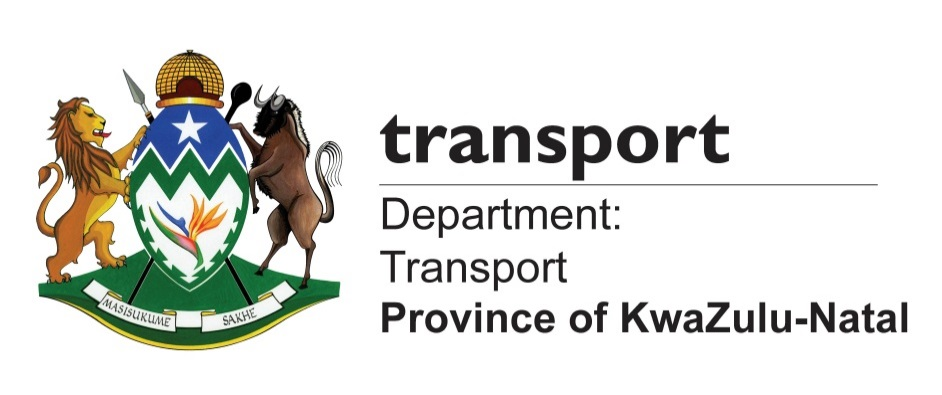 transport
Department:
Transport
Province of KwaZulu-Natal
MASISUKUME SAKHE